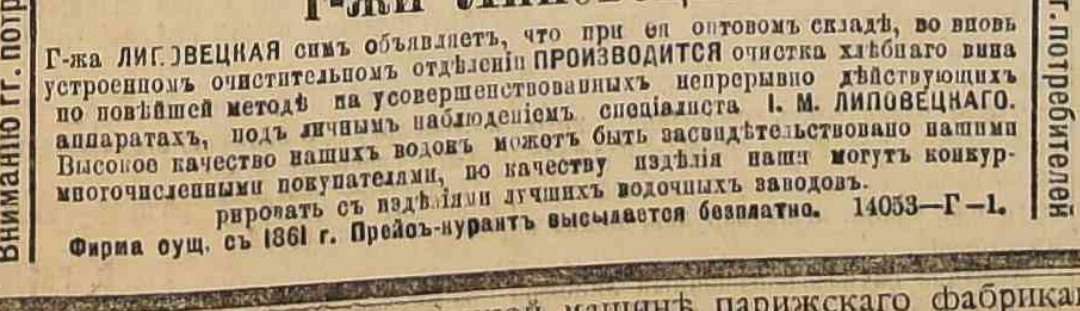 Г-жа ЛИПОВЕЦКАЯ симъ объявляетъ, что при ея оптовомъ складѣ, во вновь
устроенномъ очистительномъ отдѣленіи ПРОИЗВОДИТСЯ очистка хлѣбнаго вина
по новѣйшей методѣ на усовершенствованныхъ непрерывно дѣйствующихъ
аппаратахъ, подъ личнымъ наблюденіемъ спеціалиста І. М. ЛИПОВЕЦКАГО.
Высокое качество нашихъ водокъ можетъ быть засвидѣтельствовано нашими
многочисленными покупателями, по качеству издѣлія наши могутъ конкур-
рировать съ издѣліями лучшихъ водочныхъ заводовъ.
Фирма сущ. съ 1861 г. Прейсъ-курантъ высылается безплатно. 14053—Г—1.
Вниманію гг. потр
г. потребителей
машинѣ парижскаго фабрика